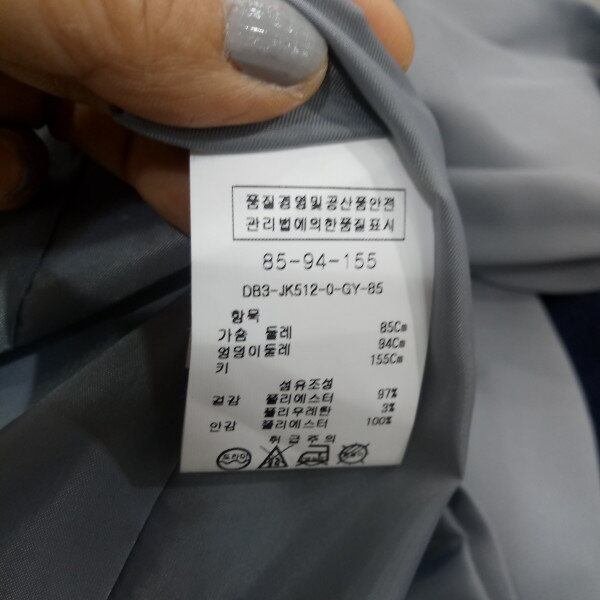 품질경영및공산품안전
관리법에의한품질표시
85-94-155
DB3-JK512-0-GY-85
항목
가슴 둘레 85Cm
엉덩이둘레 94Cm
키 155Cm
섬유조성
겉감 폴리에스터 97%
폴리우레탄 3%
안감 폴리에스터 100%
취급주의
드라이